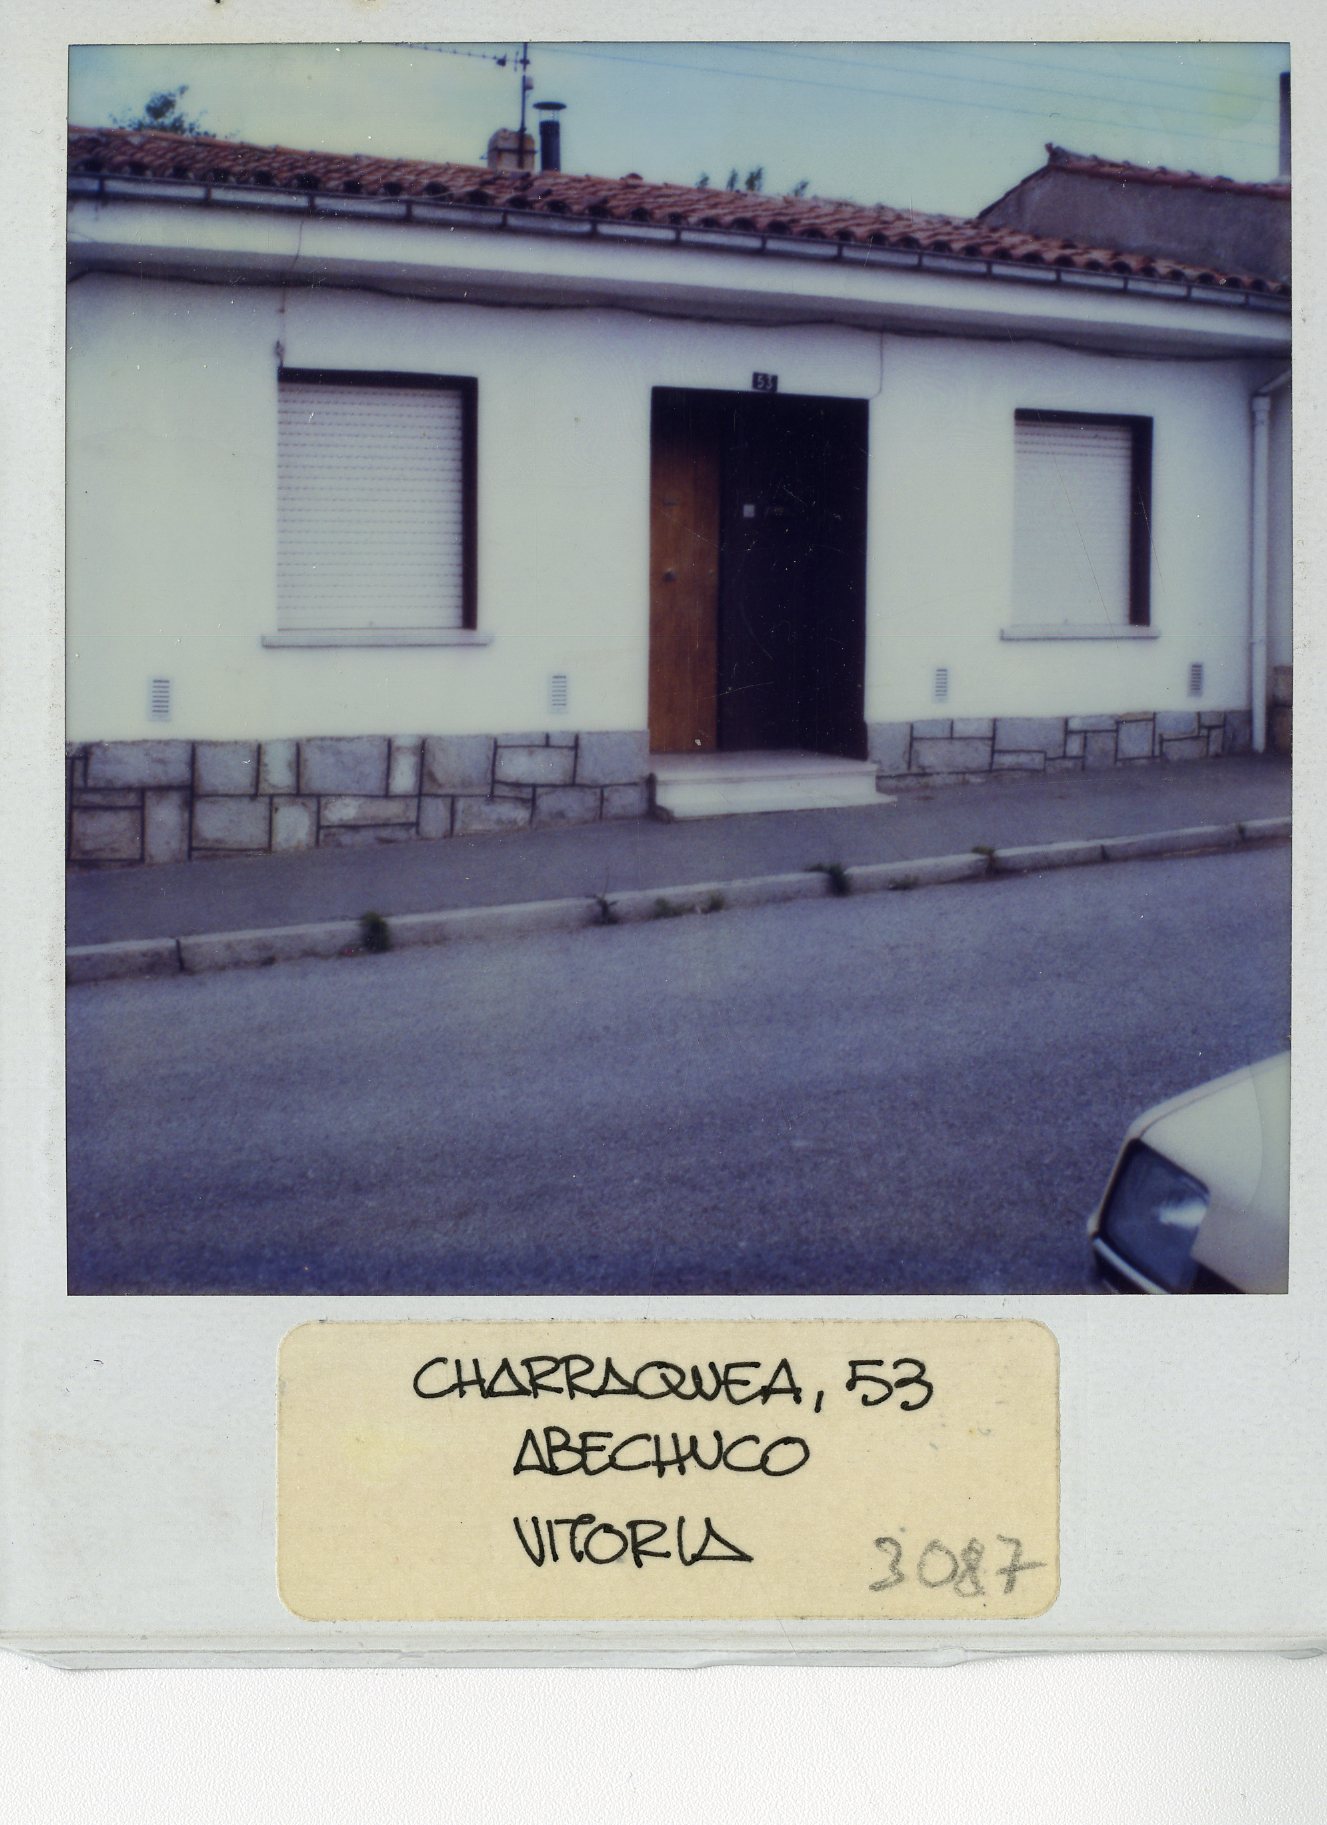 53
CHARRAQUEA, 53
ABECHUCO
VITORIA
3087